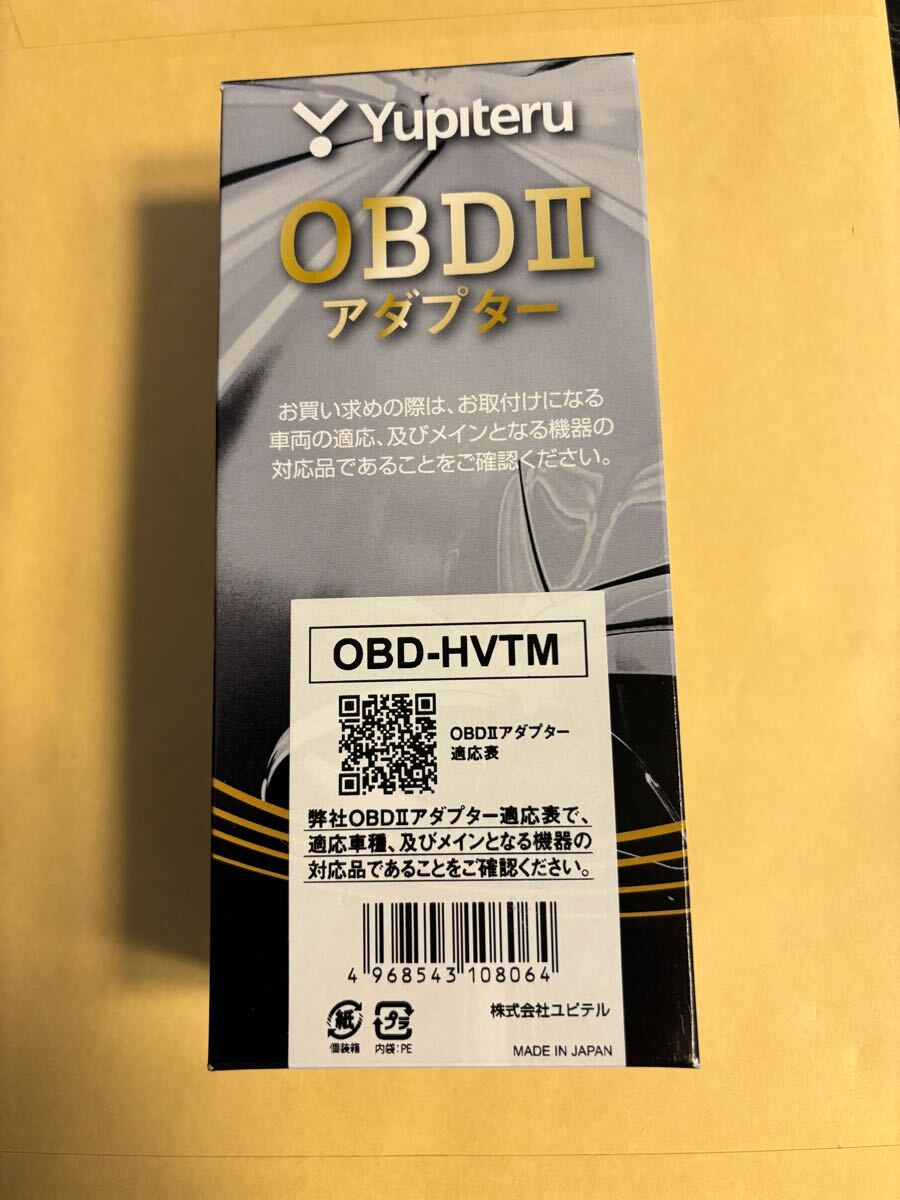 Yupiteru
OBDⅡ
アダプター
お買い求めの際は、お取付けになる
車両の適応、及びメインとなる機器の
対応品であることをご確認ください。
OBD-HVTM
OBDⅡアダプター
適応表
弊社OBDⅡアダプター適応表で、
適応車種、及びメインとなる機器の
対応品であることをご確認ください。
4 968543 108064
紙
個装箱
プラ
内袋:PE
株式会社ユピテル
MADE IN JAPAN